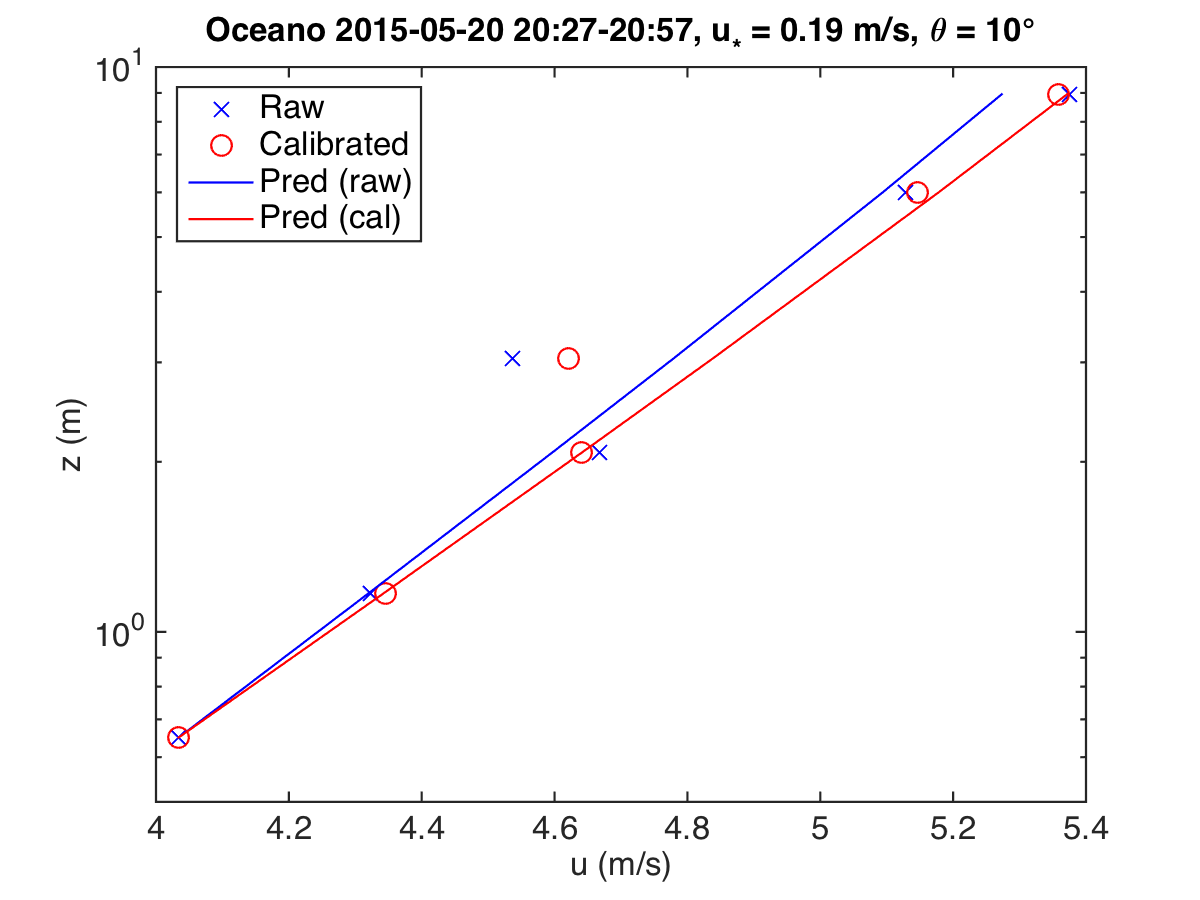 Oceano 2015-05-20 20:27-20:57, u* = 0.19 m/s, θ = 10°
10¹
Raw
Calibrated
Pred (raw)
Pred (cal)
z (m)
10⁰
4 4.2 4.4 4.6 4.8 5 5.2 5.4
u (m/s)